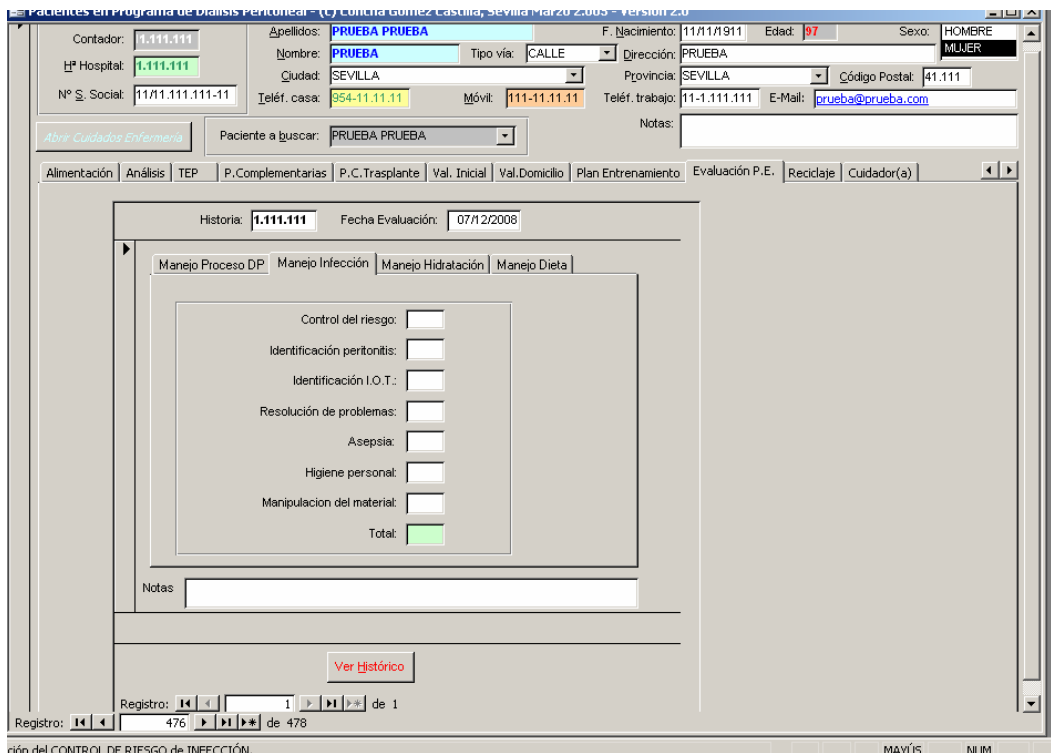 Pacientes en Programa de Diálisis Peritoneal - (C) Concha Gómez Castilla, Sevilla Marzo 2.005 - Versión 2.0
Contador: 1.111.111 Apellidos: PRUEBA PRUEBA F. Nacimiento: 11/11/1911 Edad: 97 Sexo: HOMBRE
MUJER
Hª Hospital: 1.111.111 Nombre: PRUEBA Tipo vía: CALLE Dirección: PRUEBA
Ciudad: SEVILLA Provincia: SEVILLA Código Postal: 41.111
Nº S. Social: 11/11.111.111-11 Teléf. casa: 954-11.11.11 Móvil: 111-11.11.11 Teléf. trabajo: 11-1.111.111 E-Mail: prueba@prueba.com
Abrir Cuidados Enfermería Paciente a buscar: PRUEBA PRUEBA Notas:
Alimentación Análisis TEP P.Complementarias P.C.Trasplante Val. Inicial Val.Domicilio Plan Entrenamiento Evaluación P.E. Reciclaje Cuidador(a)
Historia: 1.111.111 Fecha Evaluación: 07/12/2008
Manejo Proceso DP Manejo Infección Manejo Hidratación Manejo Dieta
Control del riesgo:
Identificación peritonitis:
Identificación I.O.T.:
Resolución de problemas:
Asepsia:
Higiene personal:
Manipulacion del material:
Total:
Notas
Ver Histórico
Registro: 1 de 1
Registro: 476 de 478
ción del CONTROL DE RIESGO de INFECCIÓN. MAYÚS NUM